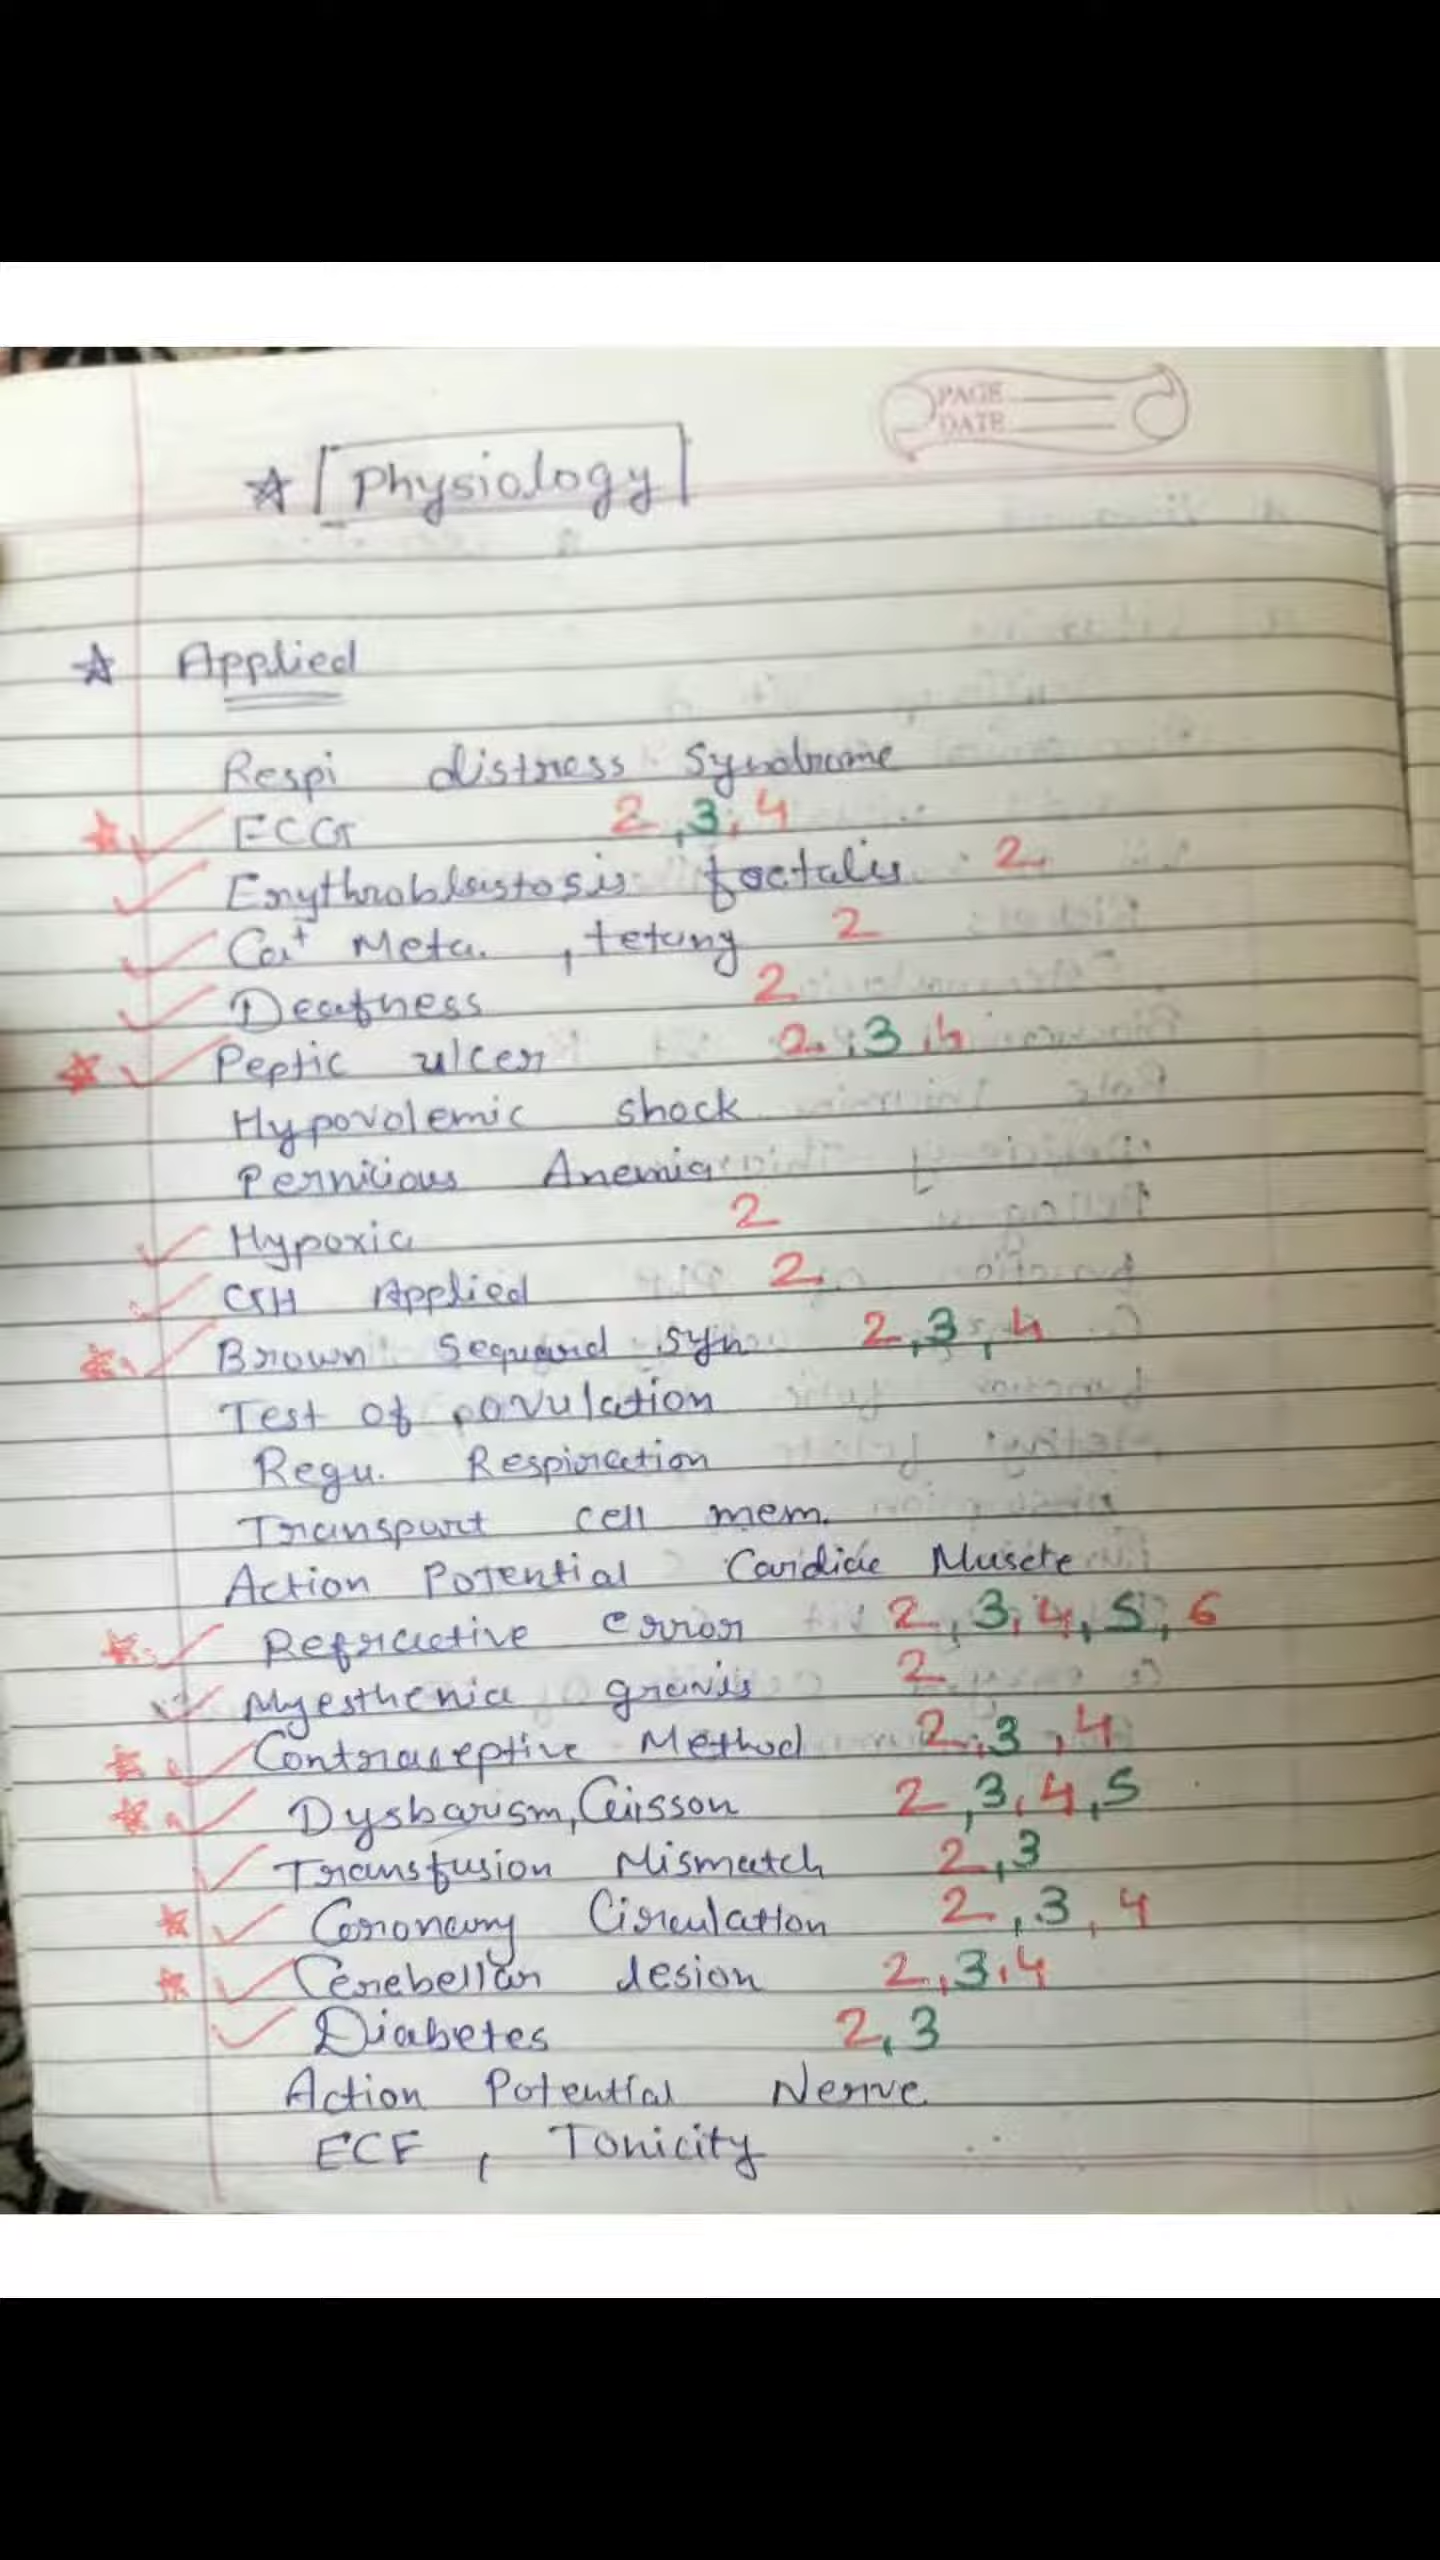 PAGE
DATE
☆ Physiology
☆ Applied
Respi distress Syndrome
ECG 2,3,4
Erythroblastosis foetalis 2
Ca+ Meta. , tetany 2
Deafness 2
Peptic ulcer 2,3,4
Hypovolemic shock
Pernicious Anemia
Hypoxia 2
GH Applied 2
Brown Sequard Syn 2,3,4
Test of ovulation
Regu. Respiration
Transport cell mem.
Action Potential Cardiac Muscle
Refractive error 2,3,4,5,6
Myesthenia gravis 2
Contraceptive Method 2,3,4
Dysbarism, Caisson 2,3,4,5
Transfusion Mismatch 2,3
Coronary Circulation 2,3,4
Cerebellar lesion 2,3,4
Diabetes 2,3
Action Potential Nerve
ECF , Tonicity